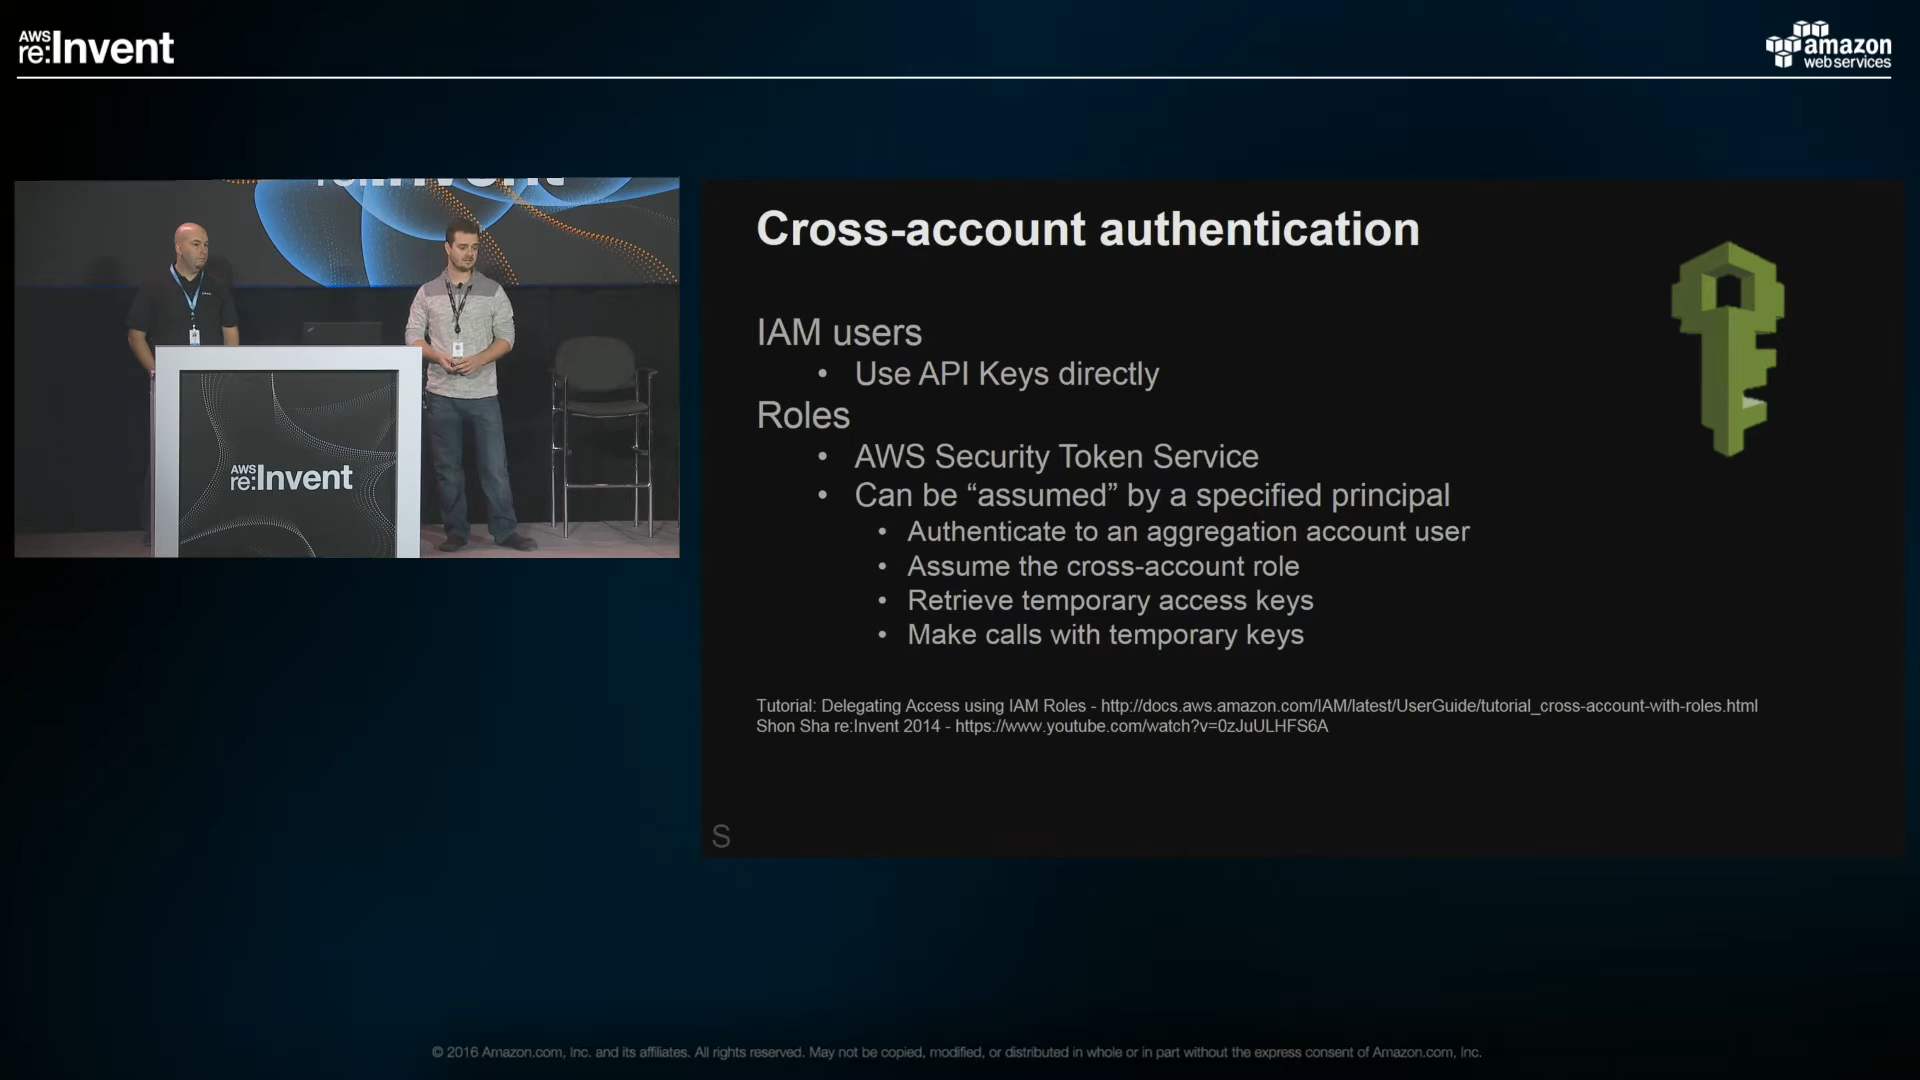 AWS
re:Invent
amazon
web services
AWS
re:Invent
Cross-account authentication
IAM users
• Use API Keys directly
Roles
• AWS Security Token Service
• Can be “assumed” by a specified principal
• Authenticate to an aggregation account user
• Assume the cross-account role
• Retrieve temporary access keys
• Make calls with temporary keys
Tutorial: Delegating Access using IAM Roles - http://docs.aws.amazon.com/IAM/latest/UserGuide/tutorial_cross-account-with-roles.html
Shon Sha re:Invent 2014 - https://www.youtube.com/watch?v=0zJuULHFS6A
S
© 2016 Amazon.com, Inc. and its affiliates. All rights reserved. May not be copied, modified, or distributed in whole or in part without the express consent of Amazon.com, Inc.